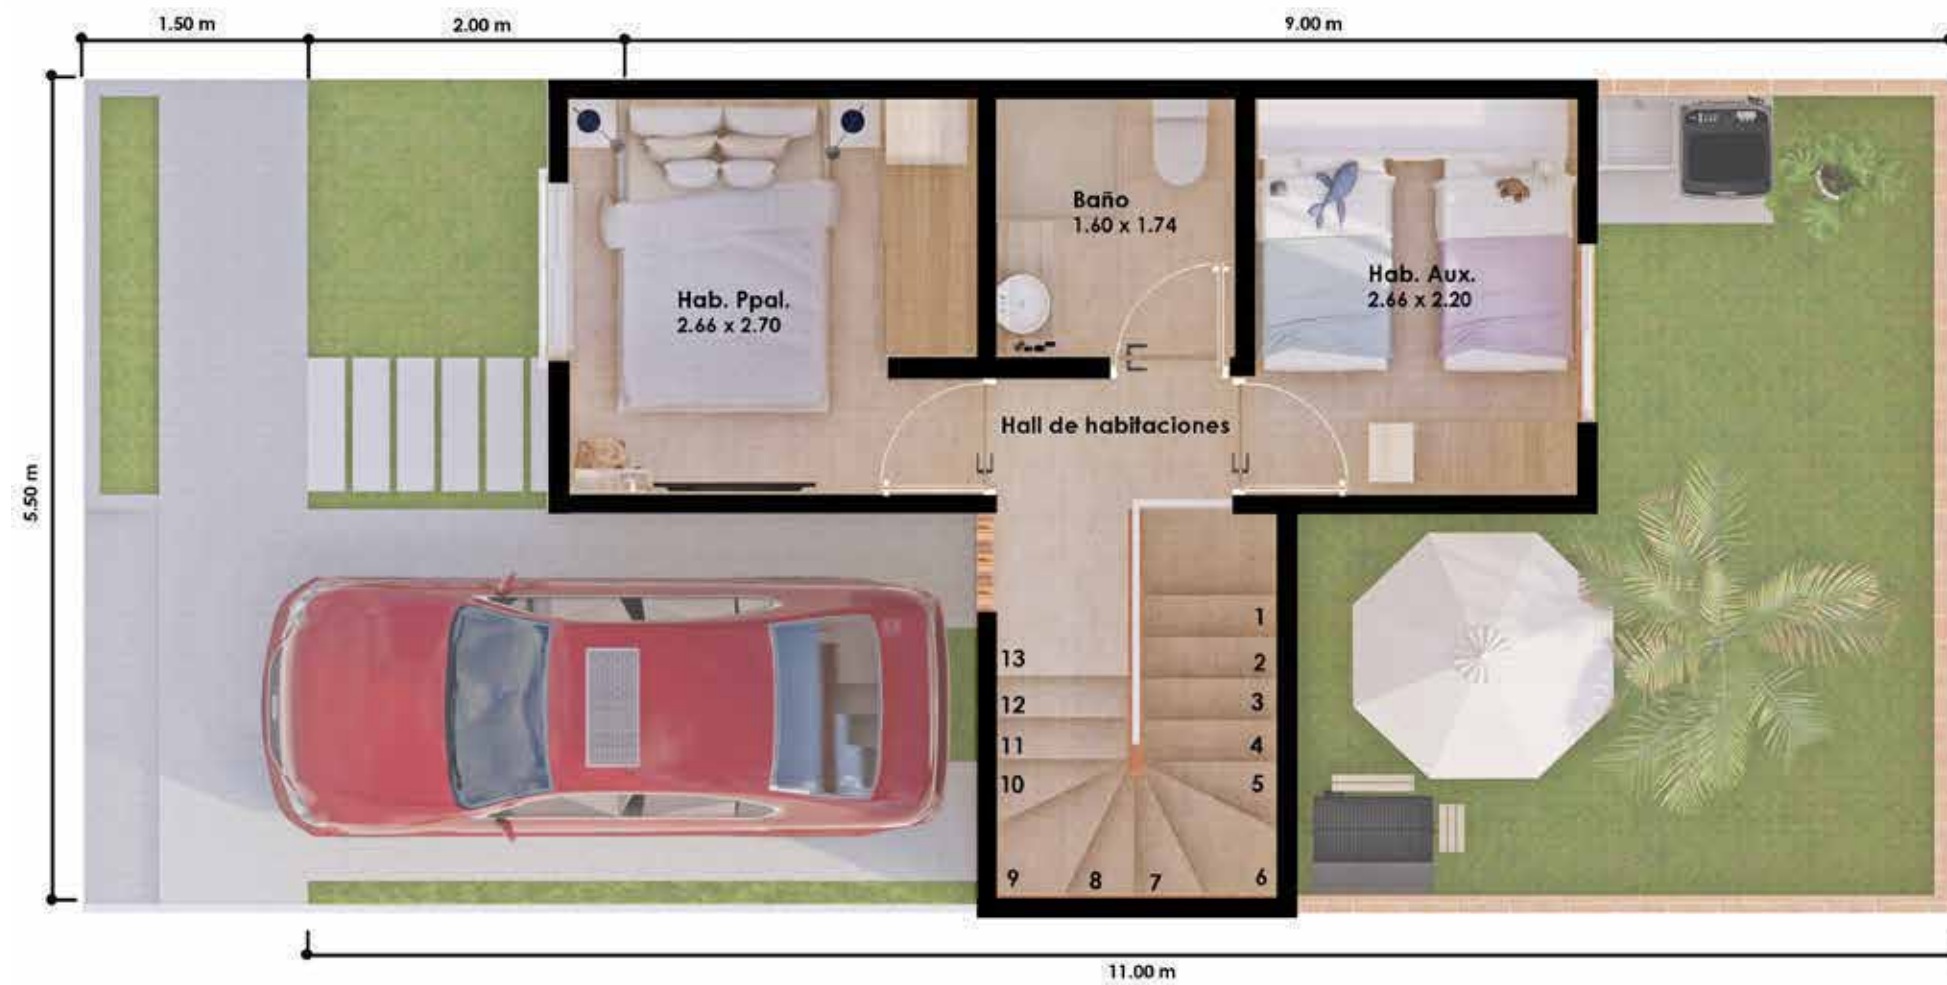 1.50 m
2.00 m
9.00 m
5.50 m
Baño
1.60 x 1.74
Hab. Ppal.
2.66 x 2.70
Hab. Aux.
2.66 x 2.20
Hall de habitaciones
1
2
3
4
5
6
7
8
9
10
11
12
13
11.00 m